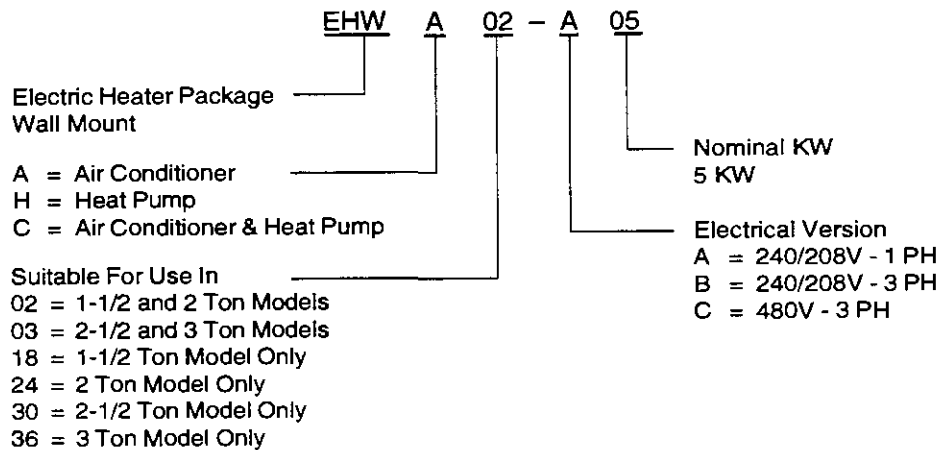 EHW A 02 - A 05
Electric Heater Package
Wall Mount
A = Air Conditioner
H = Heat Pump
C = Air Conditioner & Heat Pump
Suitable For Use In
02 = 1-1/2 and 2 Ton Models
03 = 2-1/2 and 3 Ton Models
18 = 1-1/2 Ton Model Only
24 = 2 Ton Model Only
30 = 2-1/2 Ton Model Only
36 = 3 Ton Model Only
Nominal KW
5 KW
Electrical Version
A = 240/208V - 1 PH
B = 240/208V - 3 PH
C = 480V - 3 PH